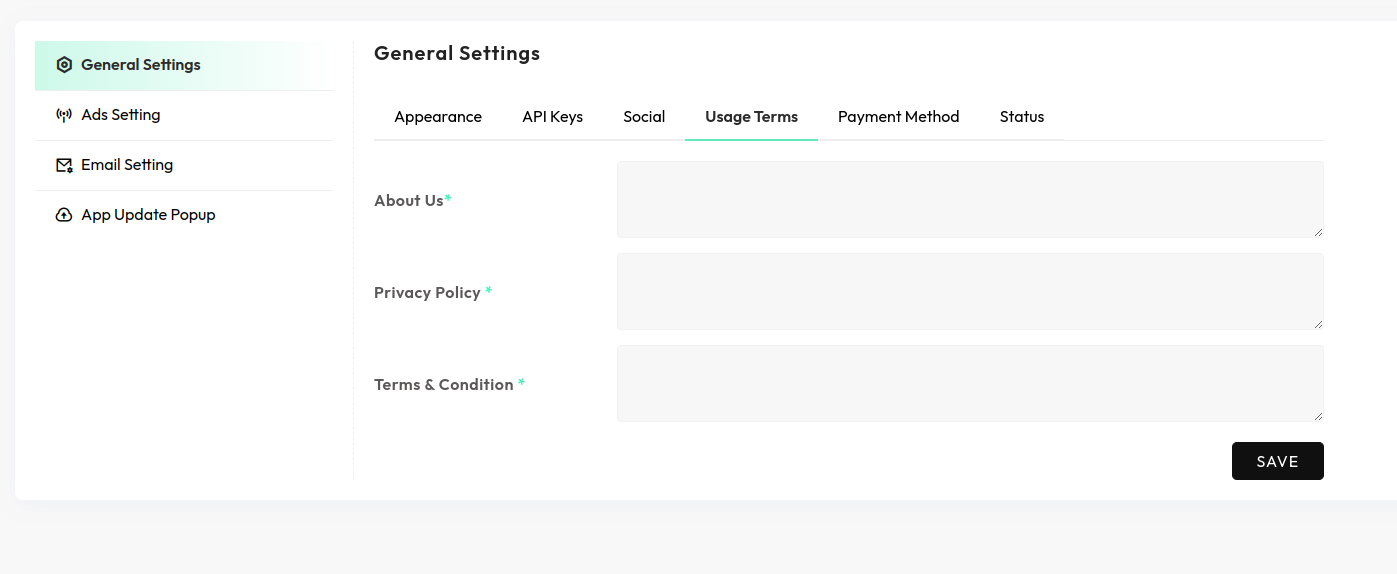 General Settings
Ads Setting
Email Setting
App Update Popup
General Settings
Appearance API Keys Social Usage Terms Payment Method Status
About Us*
Privacy Policy *
Terms & Condition *
SAVE